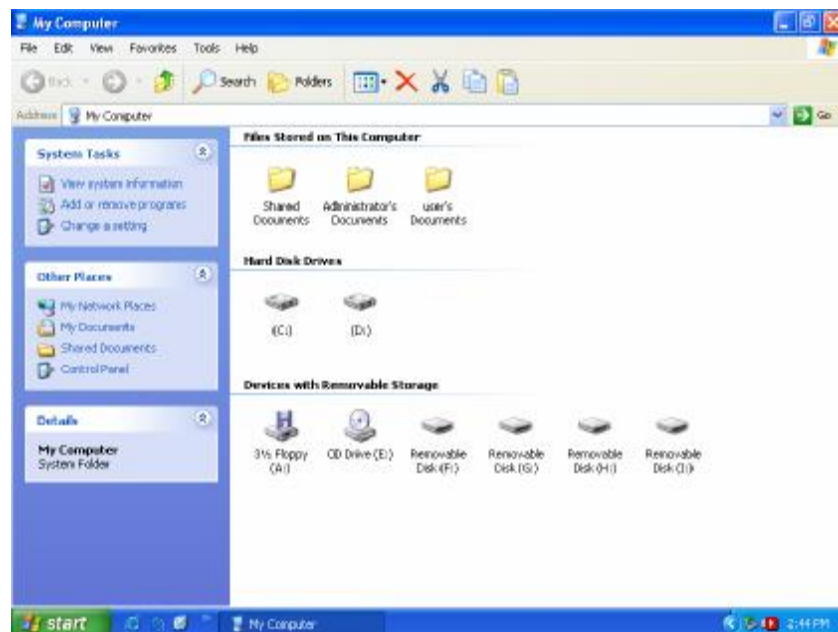 My Computer
File Edit View Favorites Tools Help
Back Search Folders
Address My Computer Go
System Tasks
View system information
Add or remove programs
Change a setting
Other Places
My Network Places
My Documents
Shared Documents
Control Panel
Details
My Computer
System Folder
Files Stored on This Computer
Shared Documents
Administrator's Documents
user's Documents
Hard Disk Drives
(C:) (D:)
Devices with Removable Storage
3½ Floppy (A:)
CD Drive (E:)
Removable Disk (F:)
Removable Disk (G:)
Removable Disk (H:)
Removable Disk (I:)
start My Computer 2:44 PM